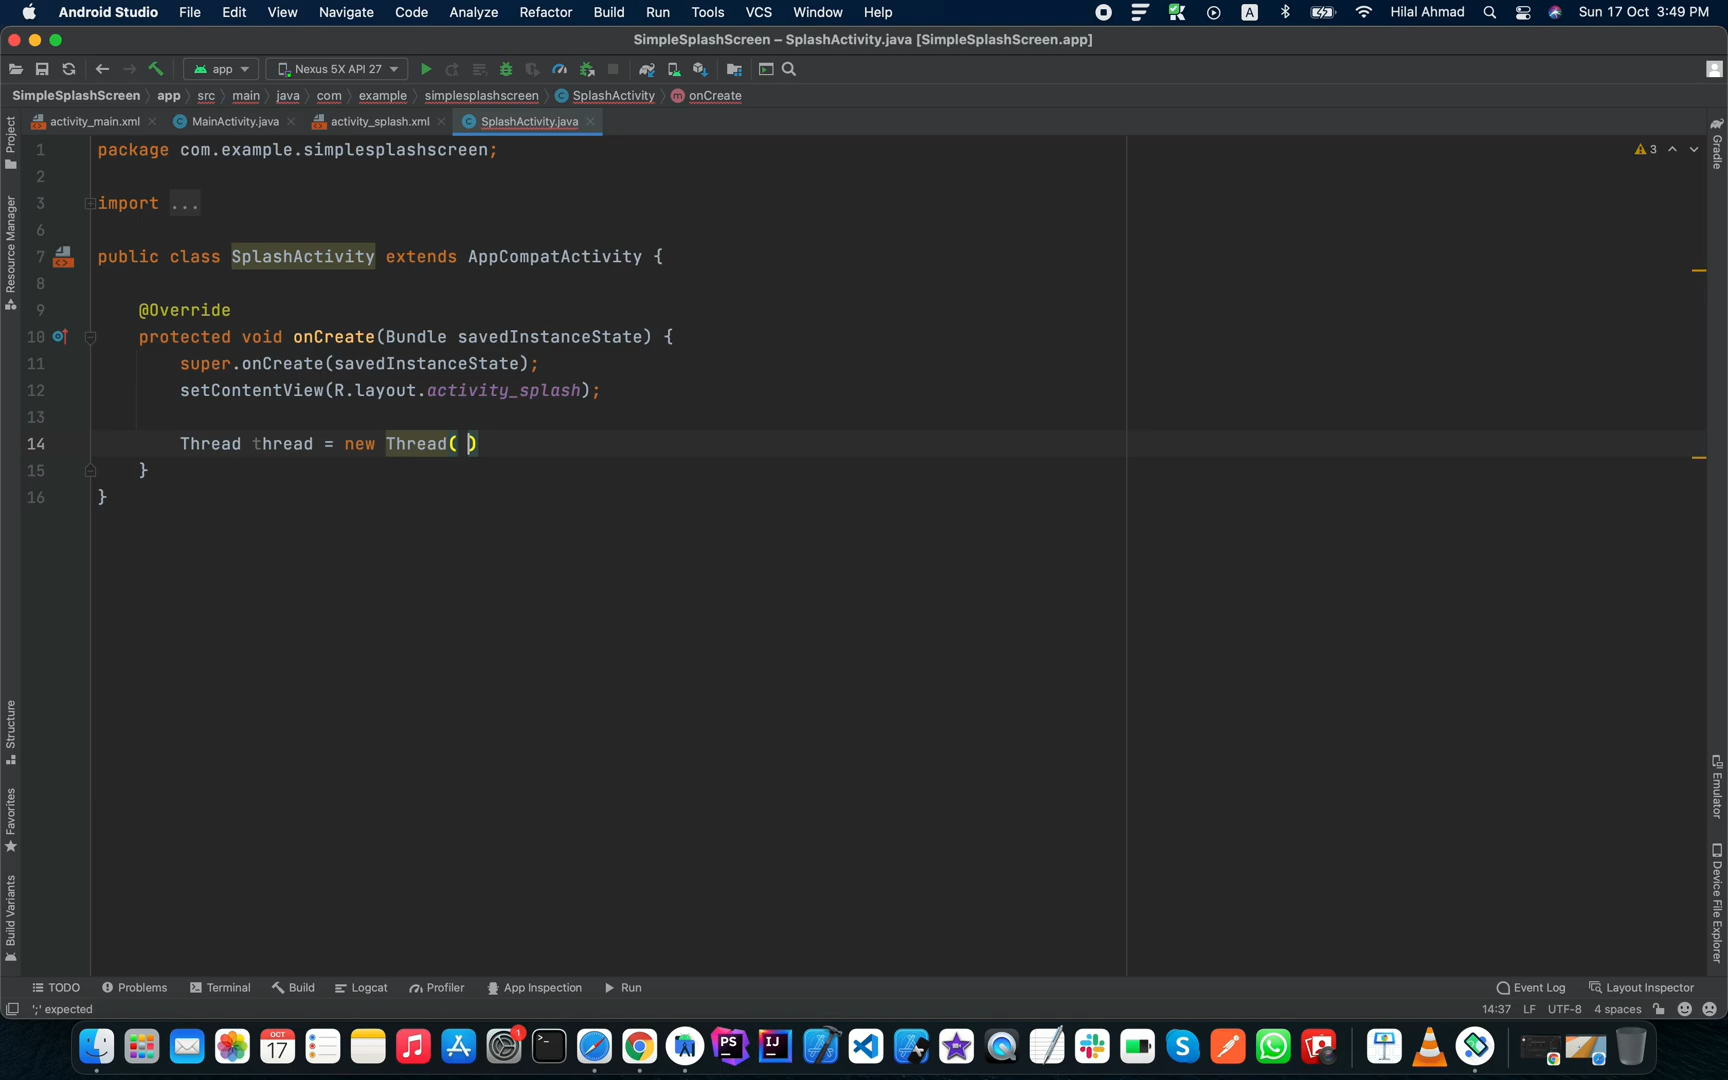 Android Studio File Edit View Navigate Code Analyze Refactor Build Run Tools VCS Window Help A Hilal Ahmad Sun 17 Oct 3:49 PM
SimpleSplashScreen – SplashActivity.java [SimpleSplashScreen.app]
app Nexus 5X API 27
SimpleSplashScreen app src main java com example simplesplashscreen SplashActivity onCreate
activity_main.xml MainActivity.java activity_splash.xml SplashActivity.java
Project
Resource Manager
Structure
Favorites
Build Variants
1 package com.example.simplesplashscreen; 3
2
3 import ...
6
7 public class SplashActivity extends AppCompatActivity {
8
9 @Override
10 protected void onCreate(Bundle savedInstanceState) {
11 super.onCreate(savedInstanceState);
12 setContentView(R.layout.activity_splash);
13
14 Thread thread = new Thread( )
15 }
16 }
Gradle
Emulator
Device File Explorer
TODO Problems Terminal Build Logcat Profiler App Inspection Run Event Log Layout Inspector
';' expected 14:37 LF UTF-8 4 spaces
OCT
17
1
PS
IJ